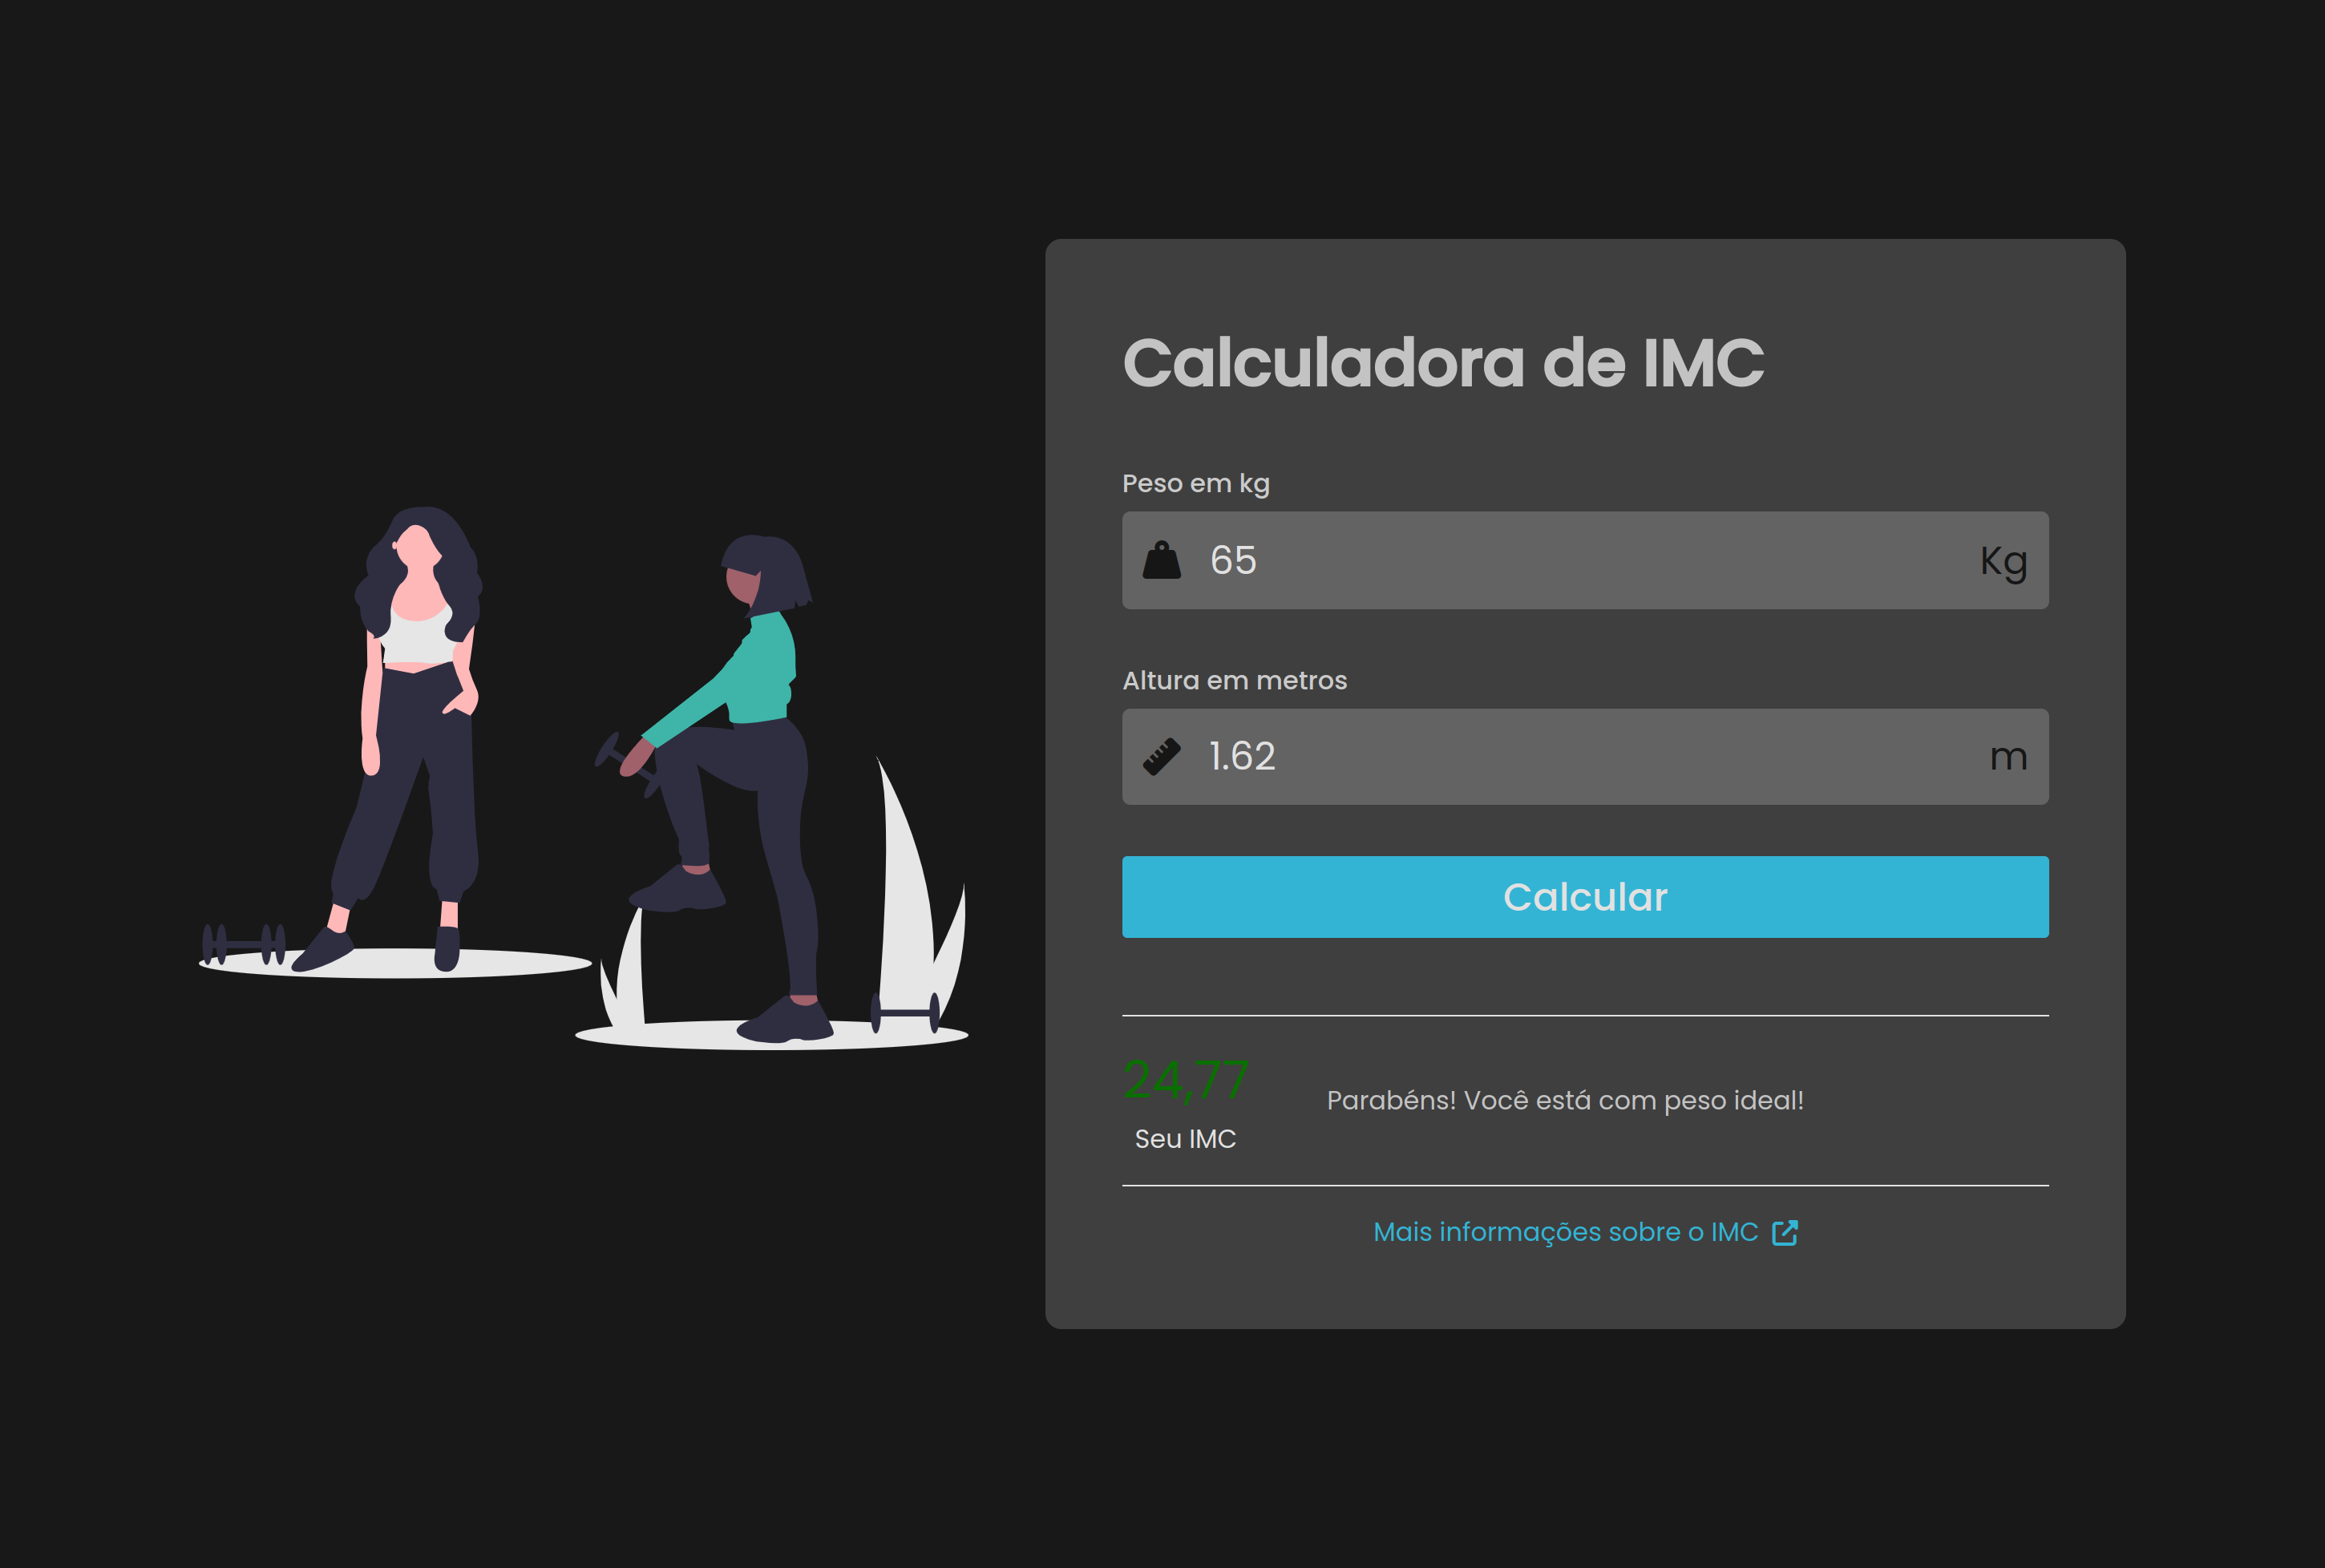 Calculadora de IMC
Peso em kg
65 Kg
Altura em metros
1.62 m
Calcular
24,77
Parabéns! Você está com peso ideal!
Seu IMC
Mais informações sobre o IMC